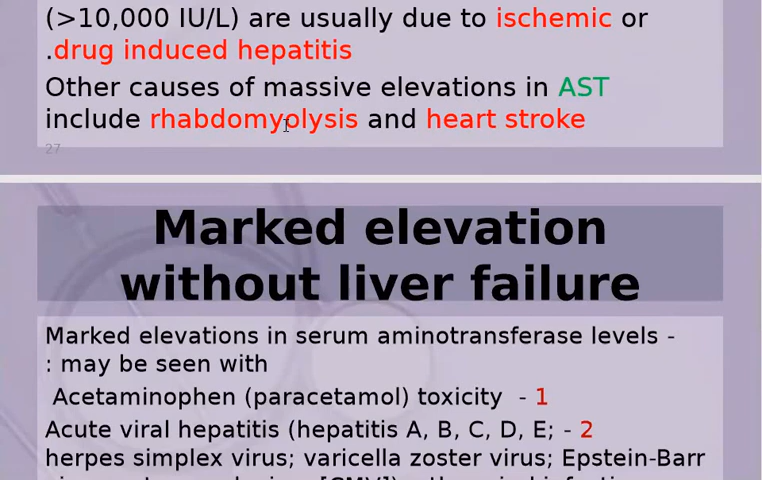 (>10,000 IU/L) are usually due to ischemic or
.drug induced hepatitis
Other causes of massive elevations in AST
include rhabdomyolysis and heart stroke
27
Marked elevation
without liver failure
Marked elevations in serum aminotransferase levels -
: may be seen with
Acetaminophen (paracetamol) toxicity - 1
Acute viral hepatitis (hepatitis A, B, C, D, E; - 2
herpes simplex virus; varicella zoster virus; Epstein-Barr